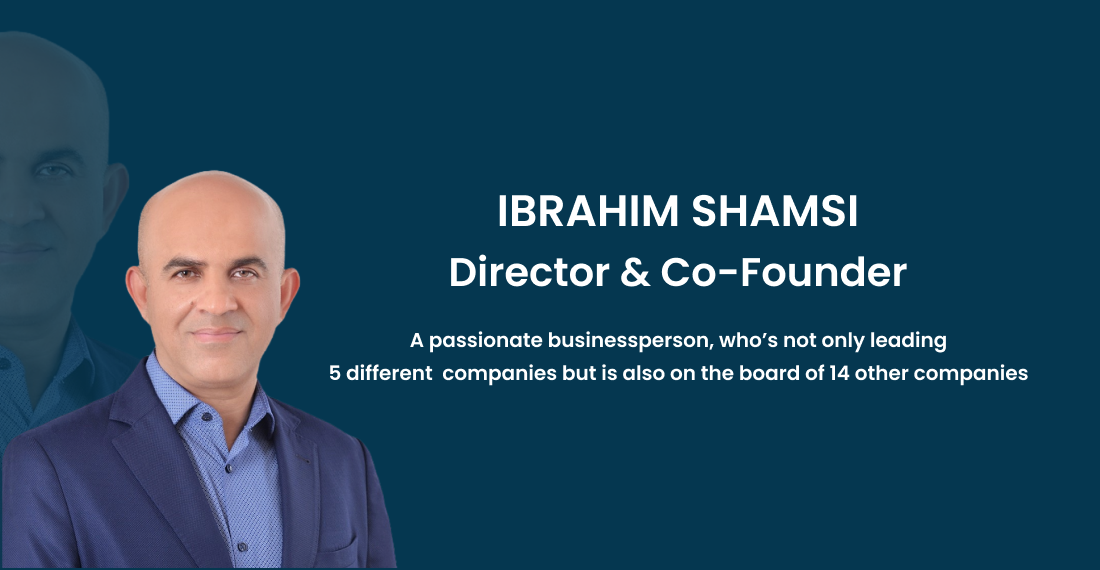 IBRAHIM SHAMSI
Director & Co-Founder
A passionate businessperson, who’s not only leading
5 different companies but is also on the board of 14 other companies